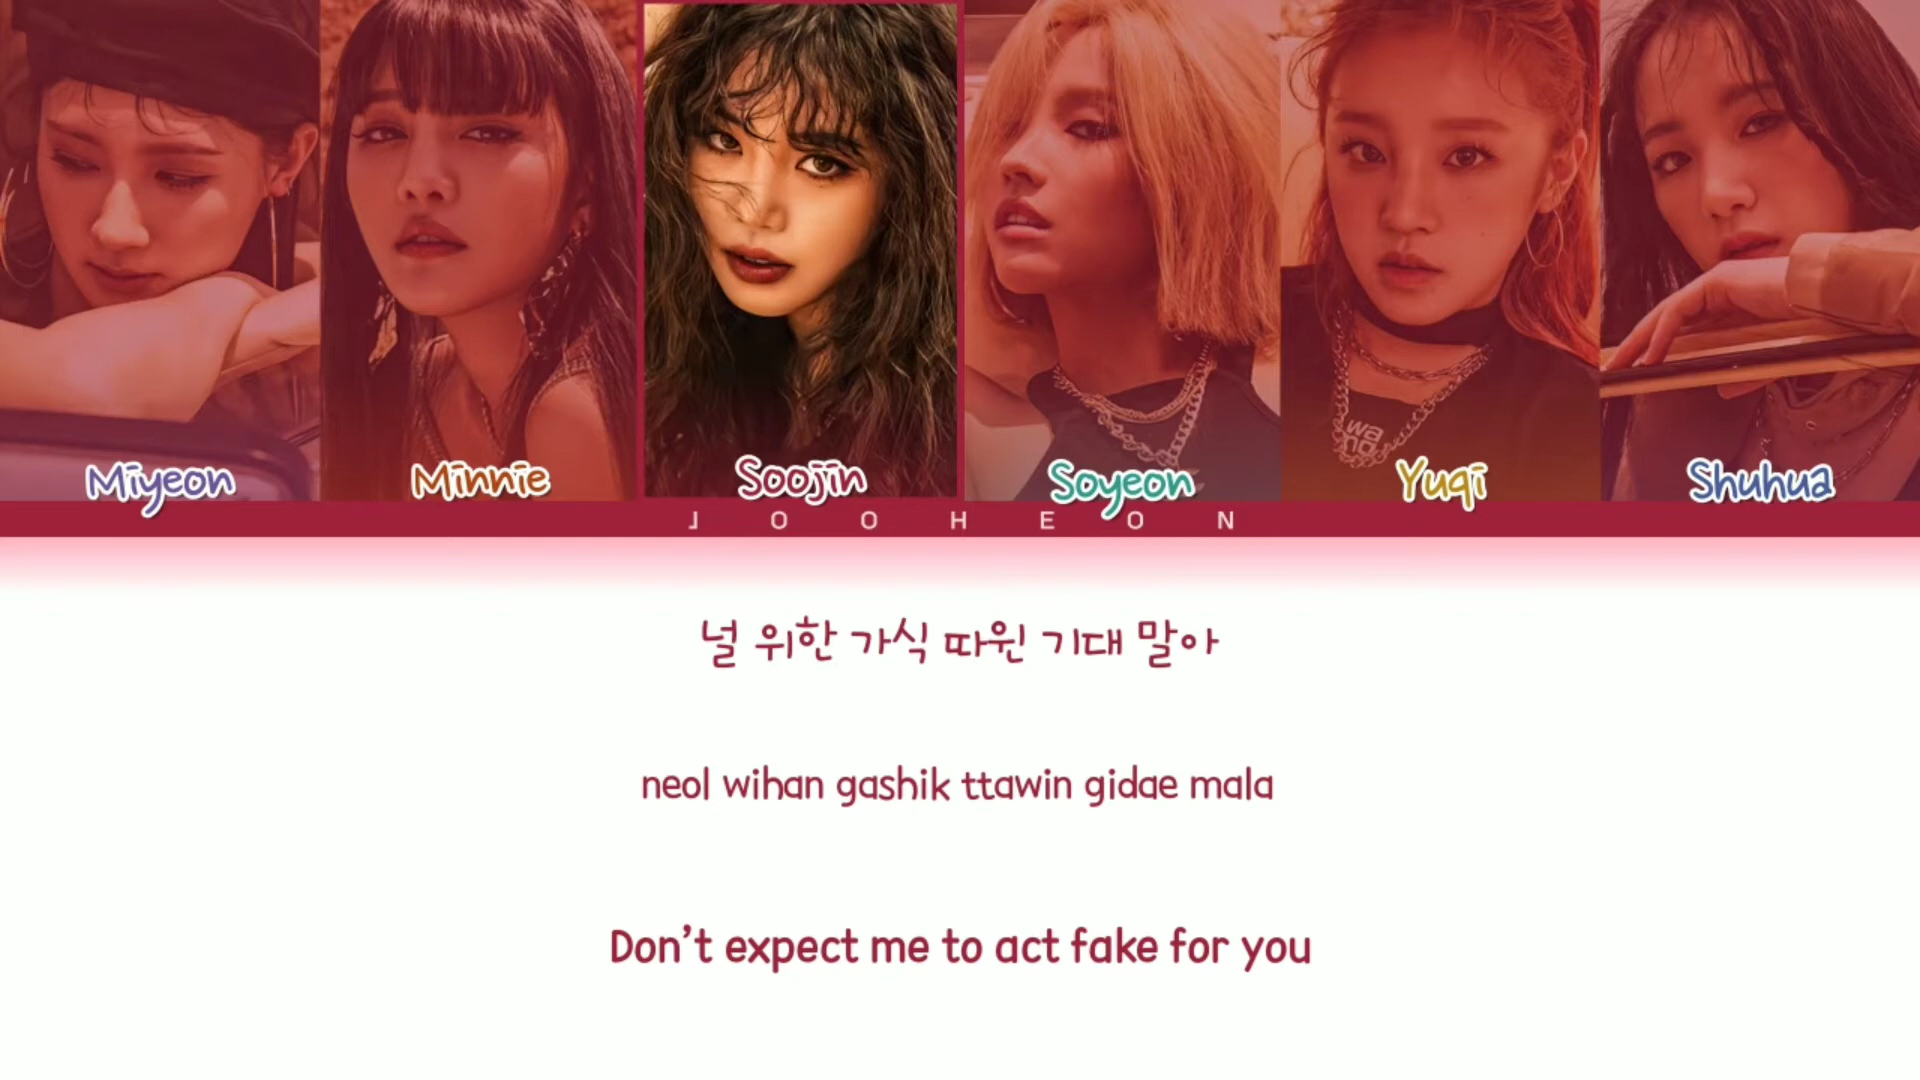 Miyeon Minnie Soojin Soyeon Yuqi Shuhua
JOOHEON
널 위한 가식 따윈 기대 말아
neol wihan gashik ttawin gidae mala
Don't expect me to act fake for you